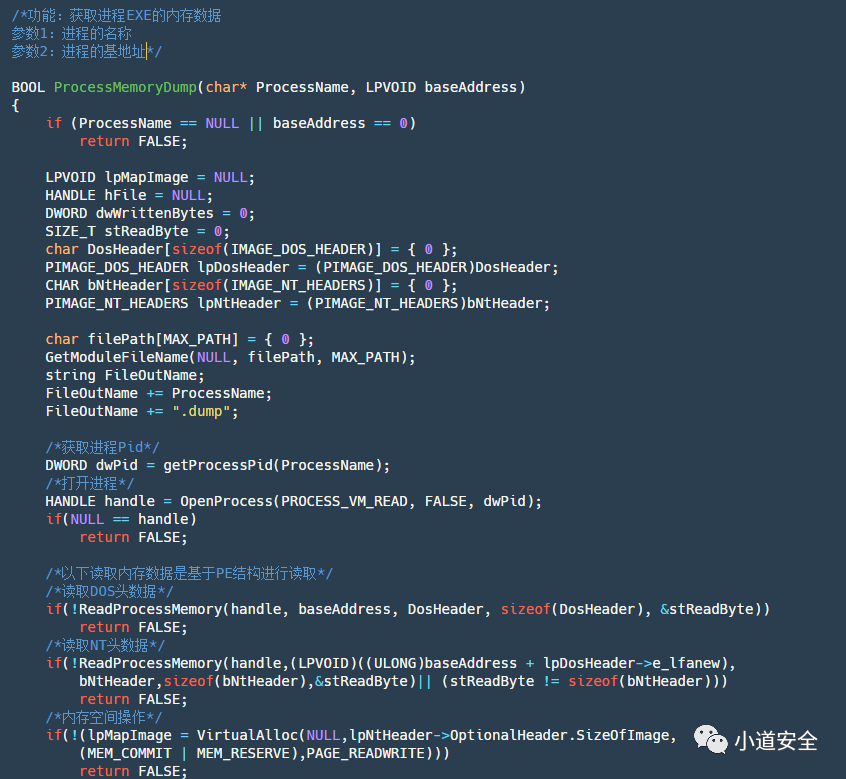 /*功能: 获取进程EXE的内存数据
参数1: 进程的名称
参数2: 进程的基地址*/
BOOL ProcessMemoryDump(char* ProcessName, LPVOID baseAddress)
{
if (ProcessName == NULL || baseAddress == 0)
return FALSE;
LPVOID lpMapImage = NULL;
HANDLE hFile = NULL;
DWORD dwWrittenBytes = 0;
SIZE_T stReadByte = 0;
char DosHeader[sizeof(IMAGE_DOS_HEADER)] = { 0 };
PIMAGE_DOS_HEADER lpDosHeader = (PIMAGE_DOS_HEADER)DosHeader;
CHAR bNtHeader[sizeof(IMAGE_NT_HEADERS)] = { 0 };
PIMAGE_NT_HEADERS lpNtHeader = (PIMAGE_NT_HEADERS)bNtHeader;
char filePath[MAX_PATH] = { 0 };
GetModuleFileName(NULL, filePath, MAX_PATH);
string FileOutName;
FileOutName += ProcessName;
FileOutName += ".dump";
/*获取进程Pid*/
DWORD dwPid = getProcessPid(ProcessName);
/*打开进程*/
HANDLE handle = OpenProcess(PROCESS_VM_READ, FALSE, dwPid);
if(NULL == handle)
return FALSE;
/*以下读取内存数据是基于PE结构进行读取*/
/*读取DOS头数据*/
if(!ReadProcessMemory(handle, baseAddress, DosHeader, sizeof(DosHeader), &stReadByte))
return FALSE;
/*读取NT头数据*/
if(!ReadProcessMemory(handle,(LPVOID)((ULONG)baseAddress + lpDosHeader->e_lfanew),
bNtHeader,sizeof(bNtHeader),&stReadByte)|| (stReadByte != sizeof(bNtHeader)))
return FALSE;
/*内存空间操作*/
if(!(lpMapImage = VirtualAlloc(NULL,lpNtHeader->OptionalHeader.SizeOfImage,
(MEM_COMMIT | MEM_RESERVE),PAGE_READWRITE)))
return FALSE;
小道安全